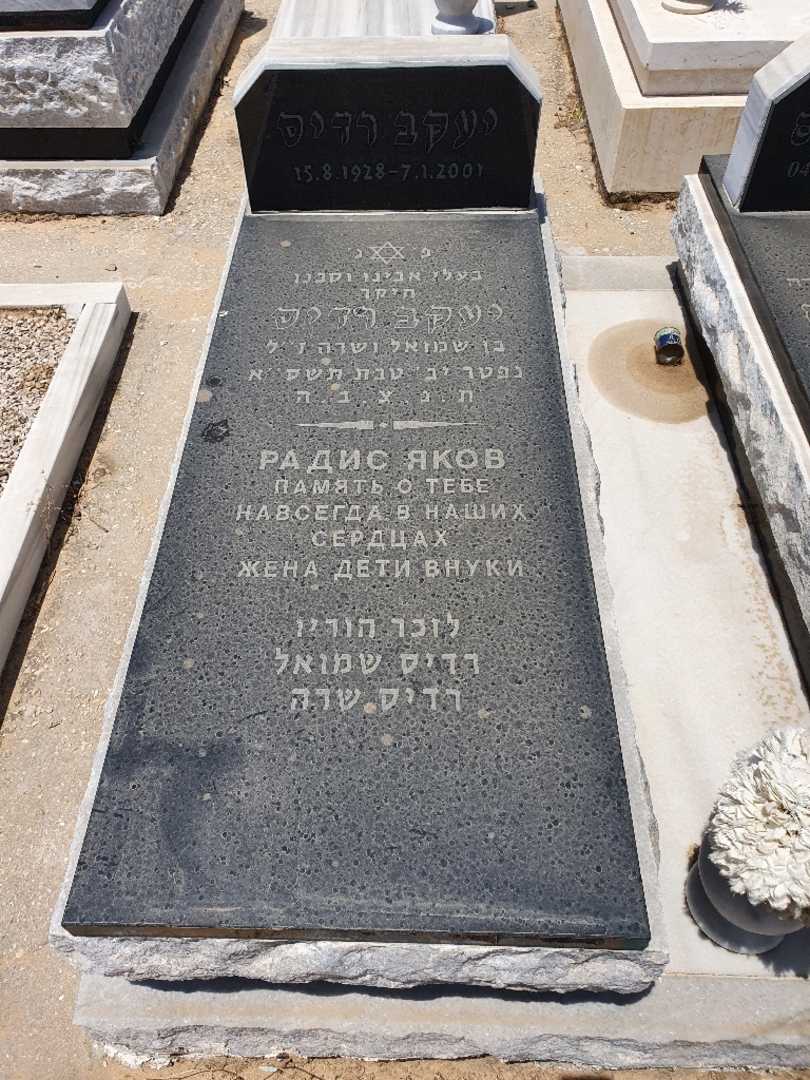 יעקב רדיס
15.8.1928-7.1.2001
פ נ
בעלי אבינו וסבנו
היקר
יעקב רדיס
בן שמואל ושרה ז"ל
נפטר יב' טבת תשס"א
ת.נ.צ.ב.ה
РАДИС ЯКОВ
ПАМЯТЬ О ТЕБЕ
НАВСЕГДА В НАШИХ
СЕРДЦАХ
ЖЕНА ДЕТИ ВНУКИ
לזכר הוריו
רדיס שמואל
רדיס שרה
04